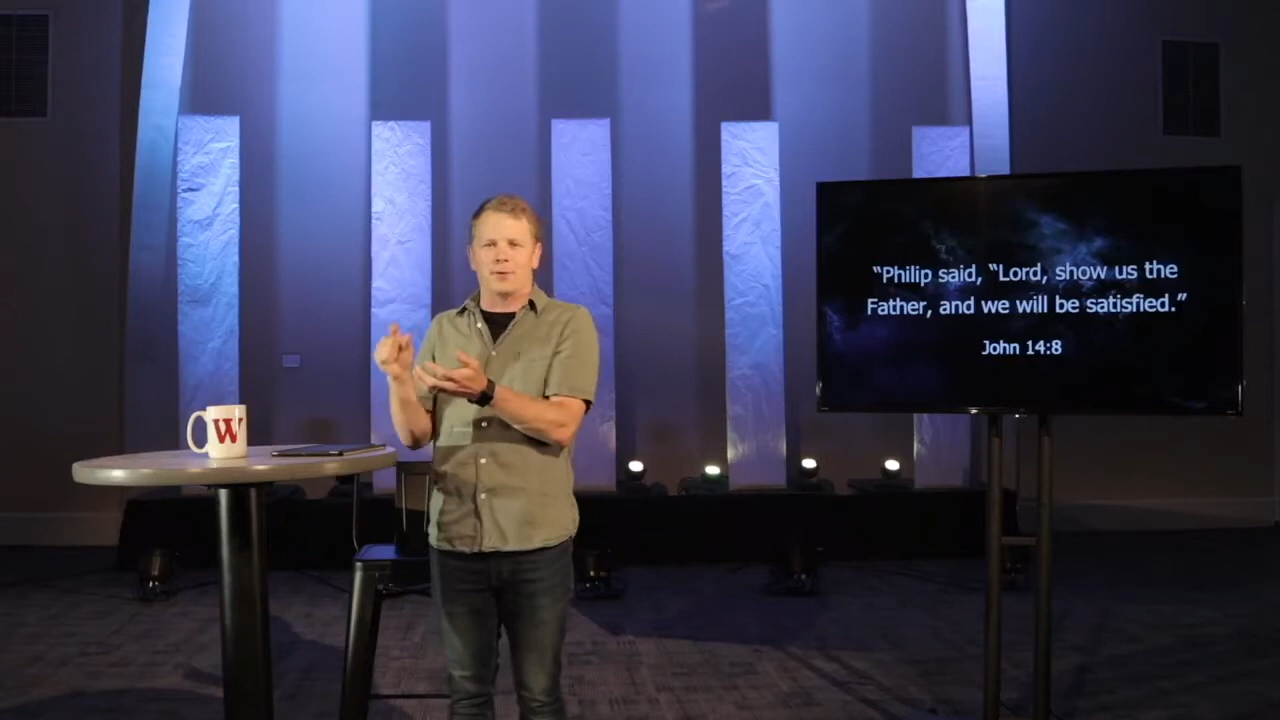 W
“Philip said, “Lord, show us the
Father, and we will be satisfied.”
John 14:8